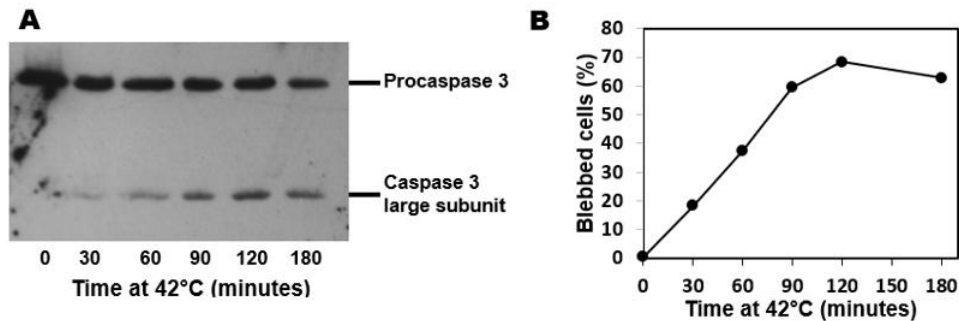 A
Procaspase 3
Caspase 3
large subunit
0 30 60 90 120 180
Time at 42°C (minutes)
B
Blebbed cells (%)
80
70
60
50
40
30
20
10
0
0 30 60 90 120 150 180
Time at 42°C (minutes)